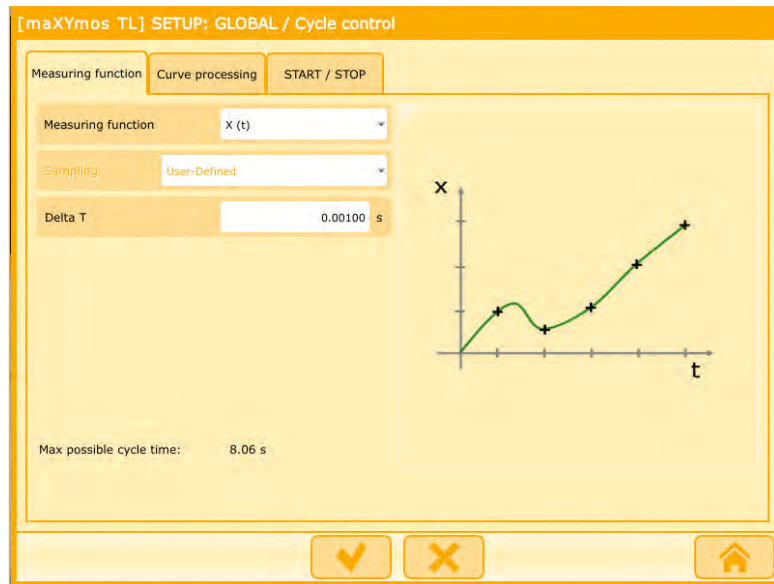 [maXYmos TL] SETUP: GLOBAL / Cycle control
Measuring function
Curve processing
START / STOP
Measuring function
X (t)
Sampling
User-Defined
Delta T
0.00100 s
x
t
Max possible cycle time:
8.06 s